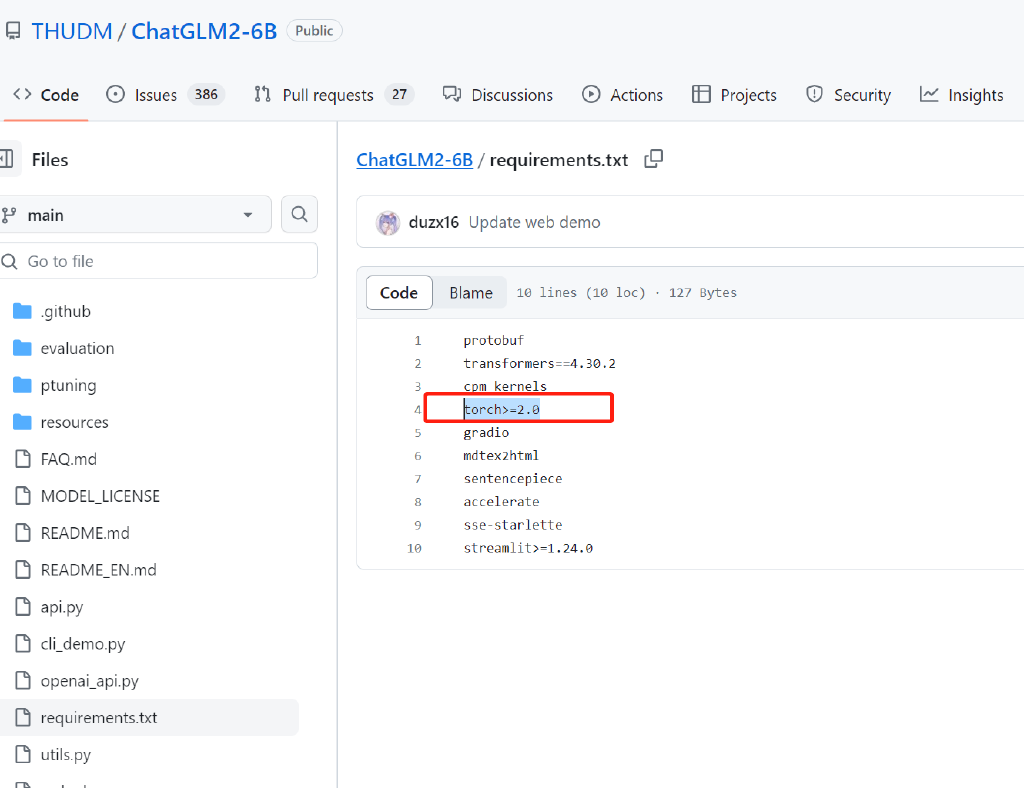 THUDM / ChatGLM2-6B Public
Code Issues 386 Pull requests 27 Discussions Actions Projects Security Insights
Files
main
Go to file
.github
evaluation
ptuning
resources
FAQ.md
MODEL_LICENSE
README.md
README_EN.md
api.py
cli_demo.py
openai_api.py
requirements.txt
utils.py
ChatGLM2-6B / requirements.txt
duzx16 Update web demo
Code Blame 10 lines (10 loc) · 127 Bytes
1 protobuf
2 transformers==4.30.2
3 cpm_kernels
4 torch>=2.0
5 gradio
6 mdtex2html
7 sentencepiece
8 accelerate
9 sse-starlette
10 streamlit>=1.24.0